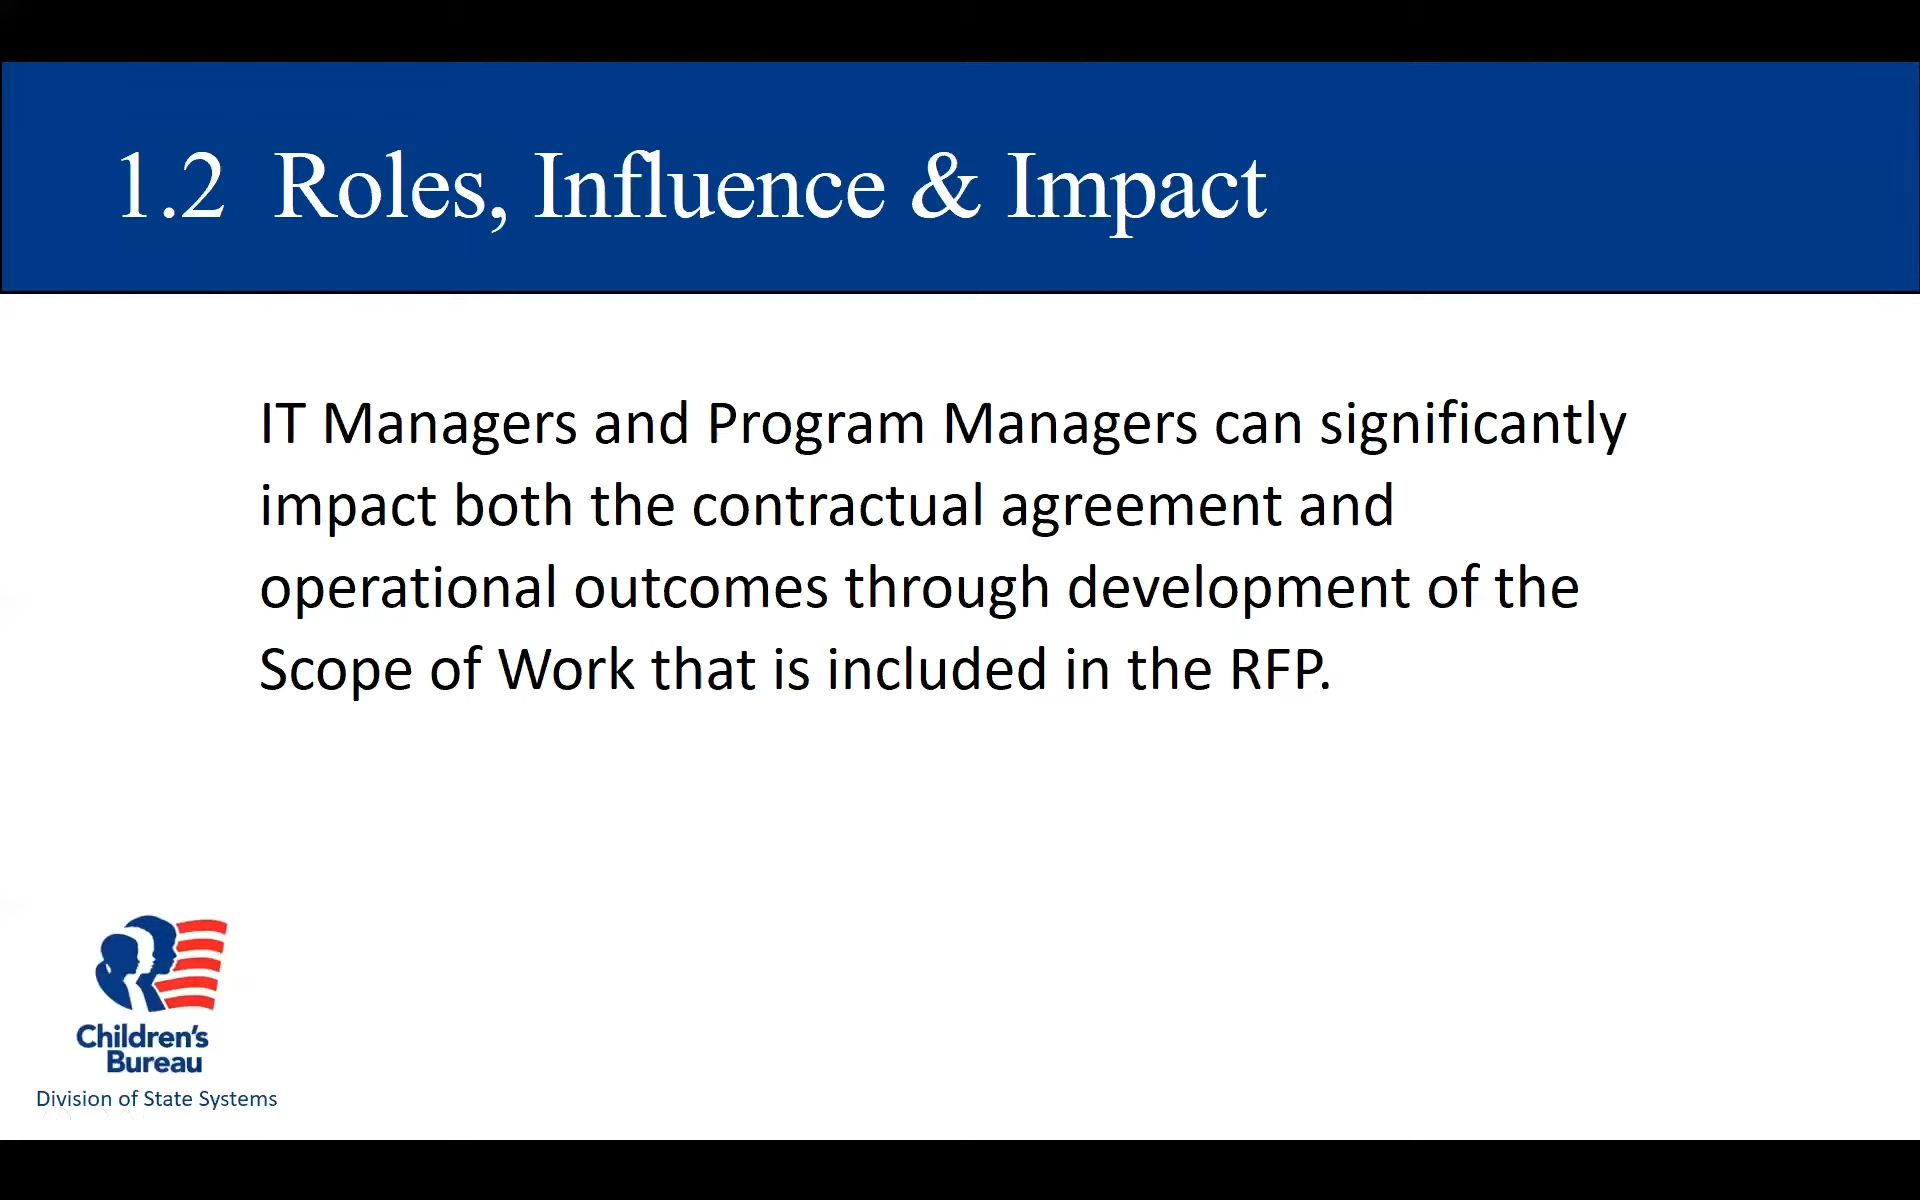 1.2  Roles, Influence & Impact
IT Managers and Program Managers can significantly
impact both the contractual agreement and
operational outcomes through development of the
Scope of Work that is included in the RFP.
Children's
Bureau
Division of State Systems